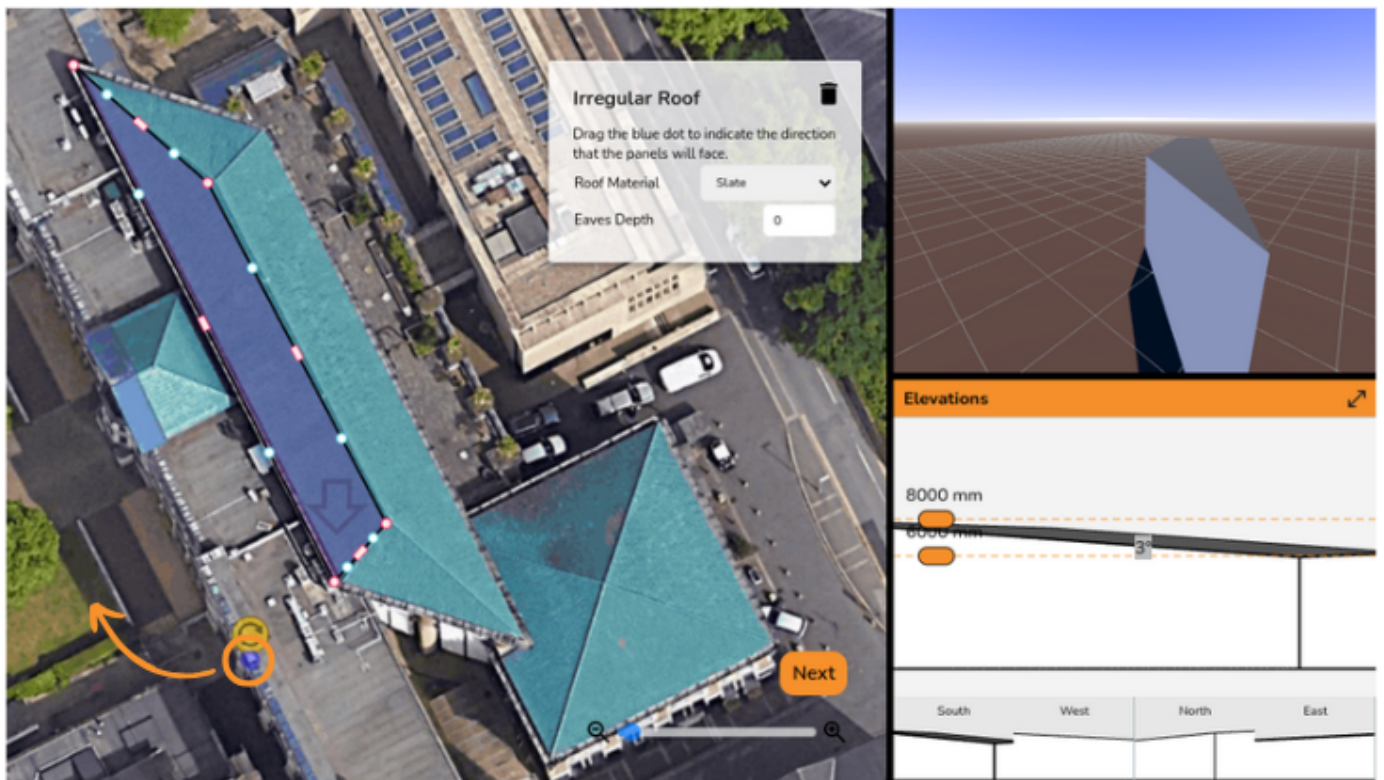 Irregular Roof
Drag the blue dot to indicate the direction
that the panels will face.
Roof Material
Slate
Eaves Depth
0
Next
Elevations
8000 mm
6000 mm
3°
South
West
North
East